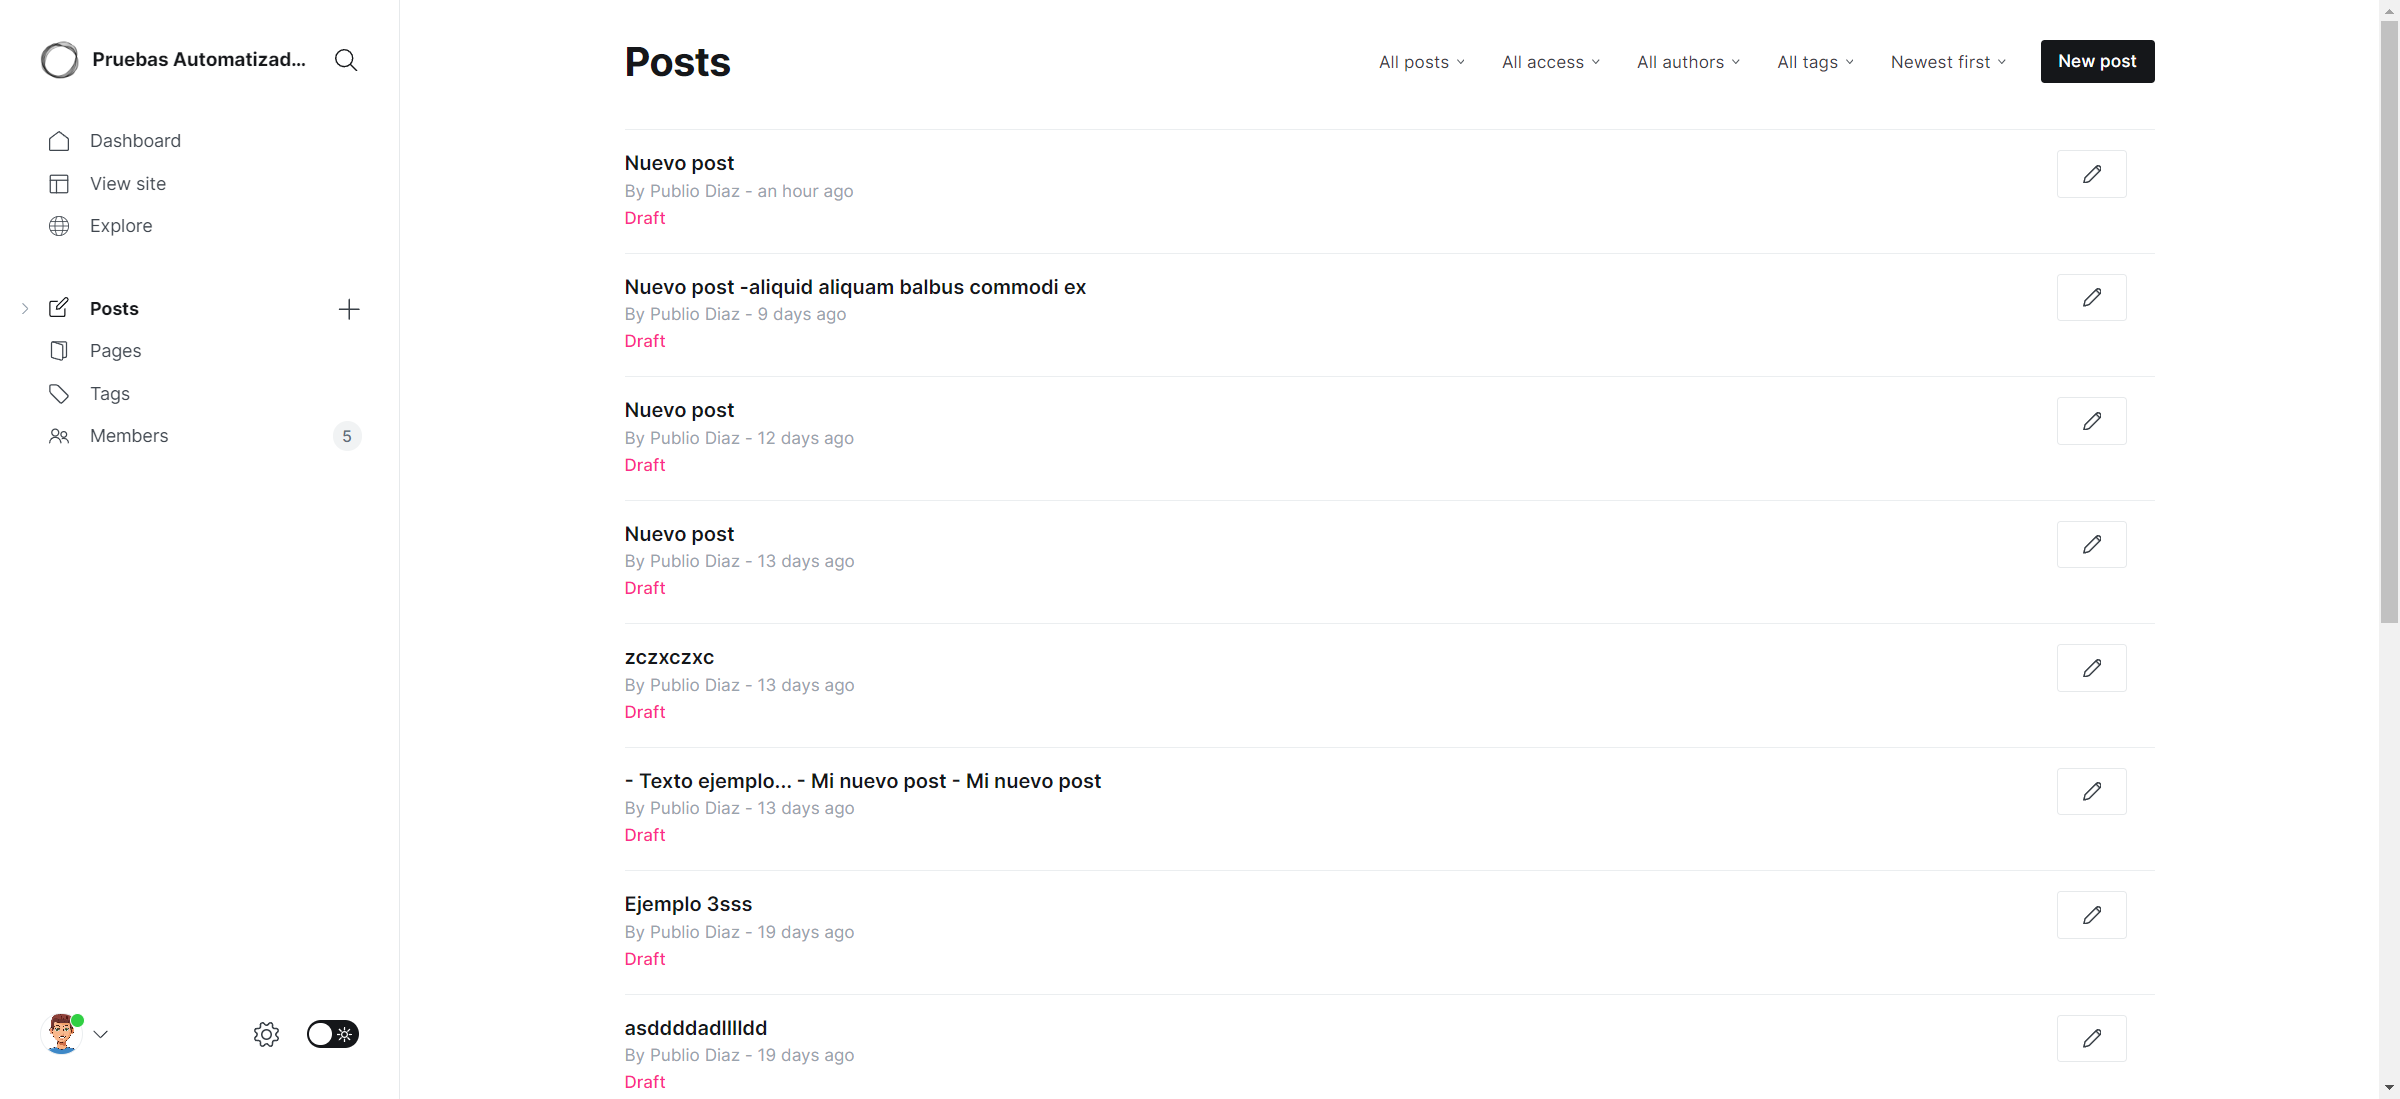 Pruebas Automatizad...
Dashboard
View site
Explore
Posts
Pages
Tags
Members
5
Posts
All posts
All access
All authors
All tags
Newest first
New post
Nuevo post
By Publio Diaz - an hour ago
Draft
Nuevo post -aliquid aliquam balbus commodi ex
By Publio Diaz - 9 days ago
Draft
Nuevo post
By Publio Diaz - 12 days ago
Draft
Nuevo post
By Publio Diaz - 13 days ago
Draft
zczxczxc
By Publio Diaz - 13 days ago
Draft
- Texto ejemplo... - Mi nuevo post - Mi nuevo post
By Publio Diaz - 13 days ago
Draft
Ejemplo 3sss
By Publio Diaz - 19 days ago
Draft
asddddadlllldd
By Publio Diaz - 19 days ago
Draft